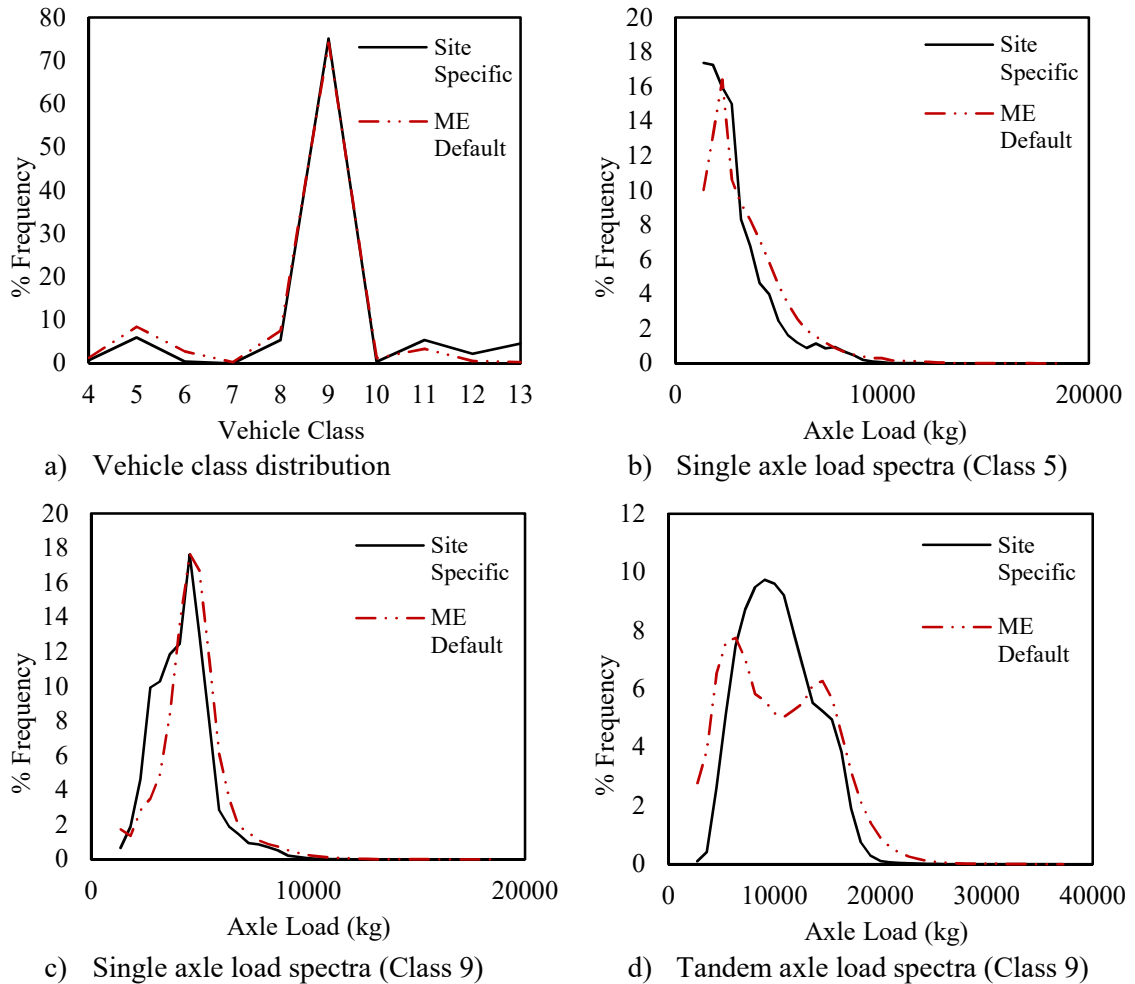 80
70
60
50
40
30
20
10
0
% Frequency
4 5 6 7 8 9 10 11 12 13
Vehicle Class
Site
Specific
ME
Default
a) Vehicle class distribution
20
18
16
14
12
10
8
6
4
2
0
% Frequency
0 10000 20000
Axle Load (kg)
Site
Specific
ME
Default
b) Single axle load spectra (Class 5)
20
18
16
14
12
10
8
6
4
2
0
% Frequency
0 10000 20000
Axle Load (kg)
Site
Specific
ME
Default
c) Single axle load spectra (Class 9)
12
10
8
6
4
2
0
% Frequency
0 10000 20000 30000 40000
Axle Load (kg)
Site
Specific
ME
Default
d) Tandem axle load spectra (Class 9)